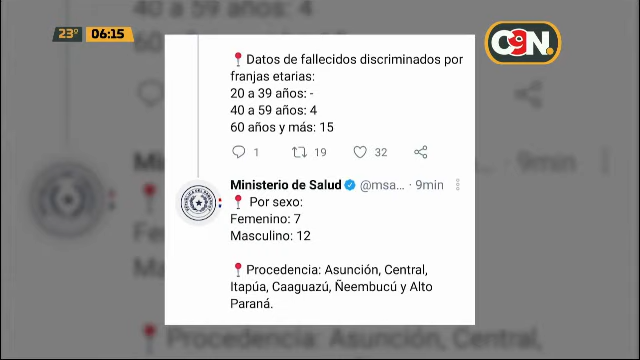 23° 06:15
C9N.
📍Datos de fallecidos discriminados por
franjas etarias:
20 a 39 años: -
40 a 59 años: 4
60 años y más: 15
1 19 32
Ministerio de Salud @msa... · 9min
📍 Por sexo:
Femenino: 7
Masculino: 12
📍Procedencia: Asunción, Central,
Itapúa, Caaguazú, Ñeembucú y Alto
Paraná.